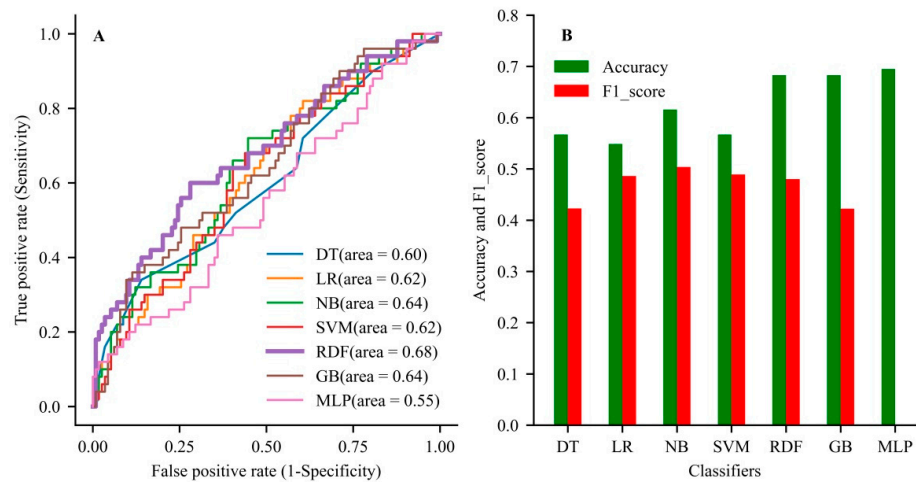 A
True positive rate (Sensitivity)
1.0
0.8
0.6
0.4
0.2
0.0
DT(area = 0.60)
LR(area = 0.62)
NB(area = 0.64)
SVM(area = 0.62)
RDF(area = 0.68)
GB(area = 0.64)
MLP(area = 0.55)
0.00 0.25 0.50 0.75 1.00
False positive rate (1-Specificity)
B
Accuracy
F1_score
Accuracy and F1_score
0.8
0.7
0.6
0.5
0.4
0.3
0.2
0.1
0.0
DT LR NB SVM RDF GB MLP
Classifiers